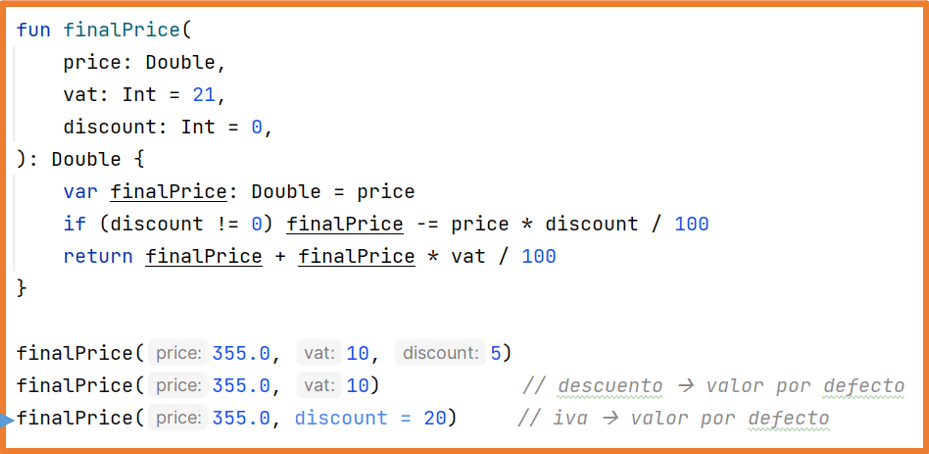 fun finalPrice(
    price: Double,
    vat: Int = 21,
    discount: Int = 0,
): Double {
    var finalPrice: Double = price
    if (discount != 0) finalPrice -= price * discount / 100
    return finalPrice + finalPrice * vat / 100
}
finalPrice( price: 355.0, vat: 10, discount: 5)
finalPrice( price: 355.0, vat: 10) // descuento → valor por defecto
finalPrice( price: 355.0, discount = 20) // iva → valor por defecto